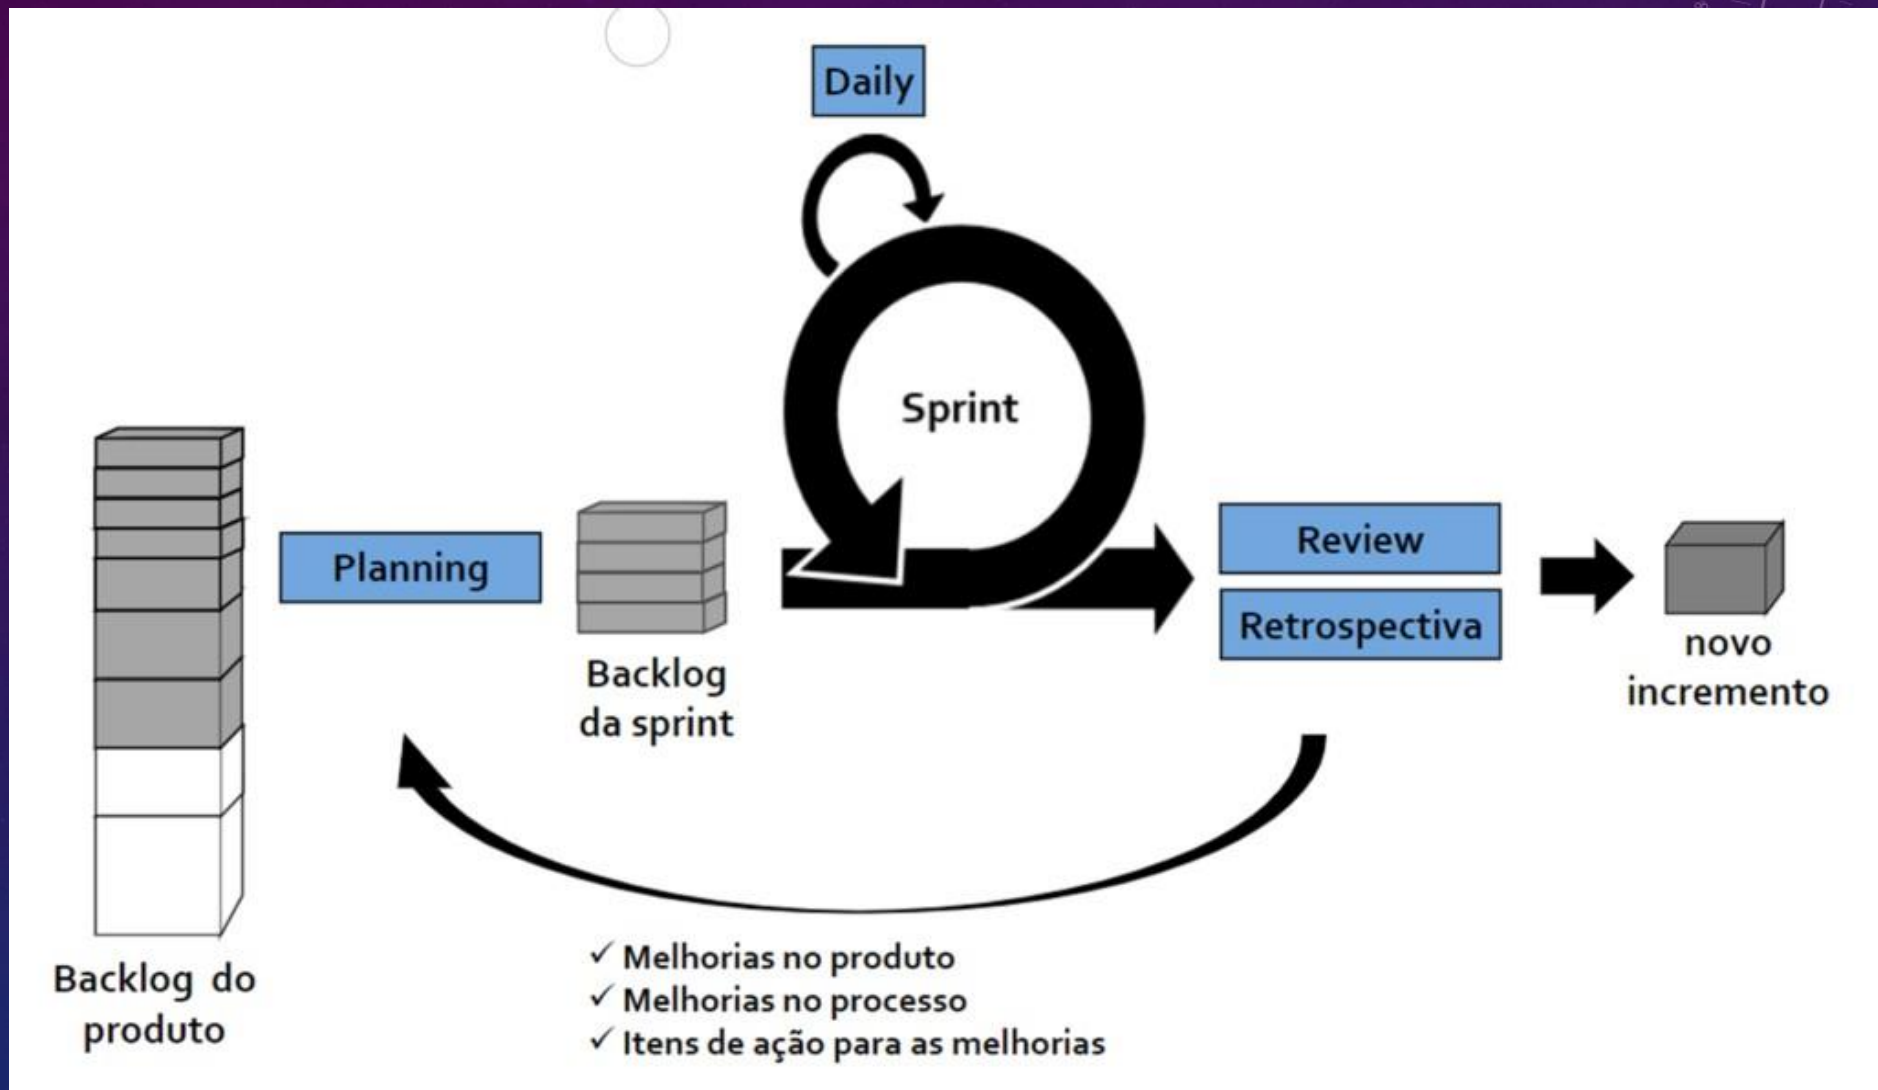 Daily
Sprint
Planning
Backlog
da sprint
Review
Retrospectiva
novo
incremento
Backlog do
produto
✓ Melhorias no produto
✓ Melhorias no processo
✓ Itens de ação para as melhorias